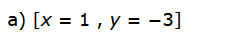 a) [x = 1 , y = −3]